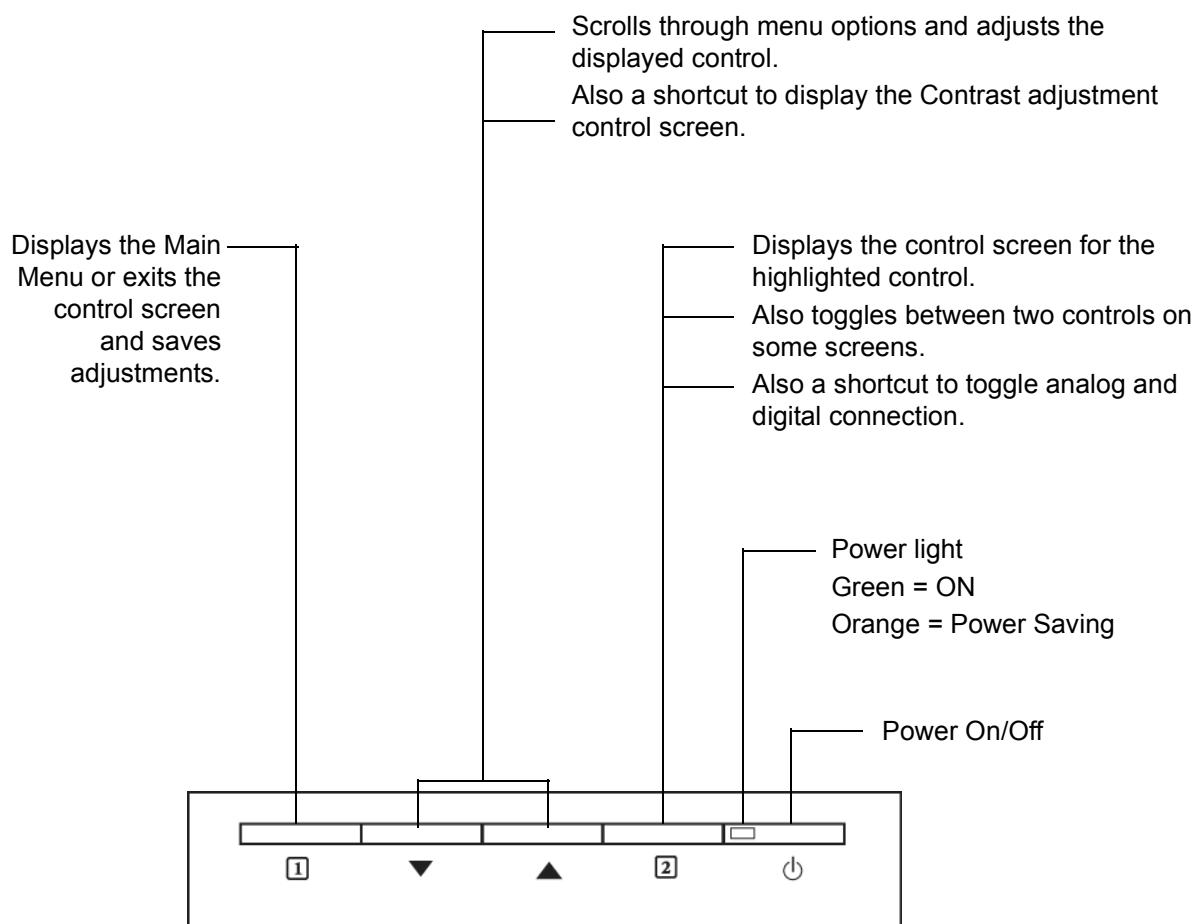 Scrolls through menu options and adjusts the
displayed control.
Also a shortcut to display the Contrast adjustment
control screen.
Displays the Main
Menu or exits the
control screen
and saves
adjustments.
Displays the control screen for the
highlighted control.
Also toggles between two controls on
some screens.
Also a shortcut to toggle analog and
digital connection.
Power light
Green = ON
Orange = Power Saving
Power On/Off
1
2